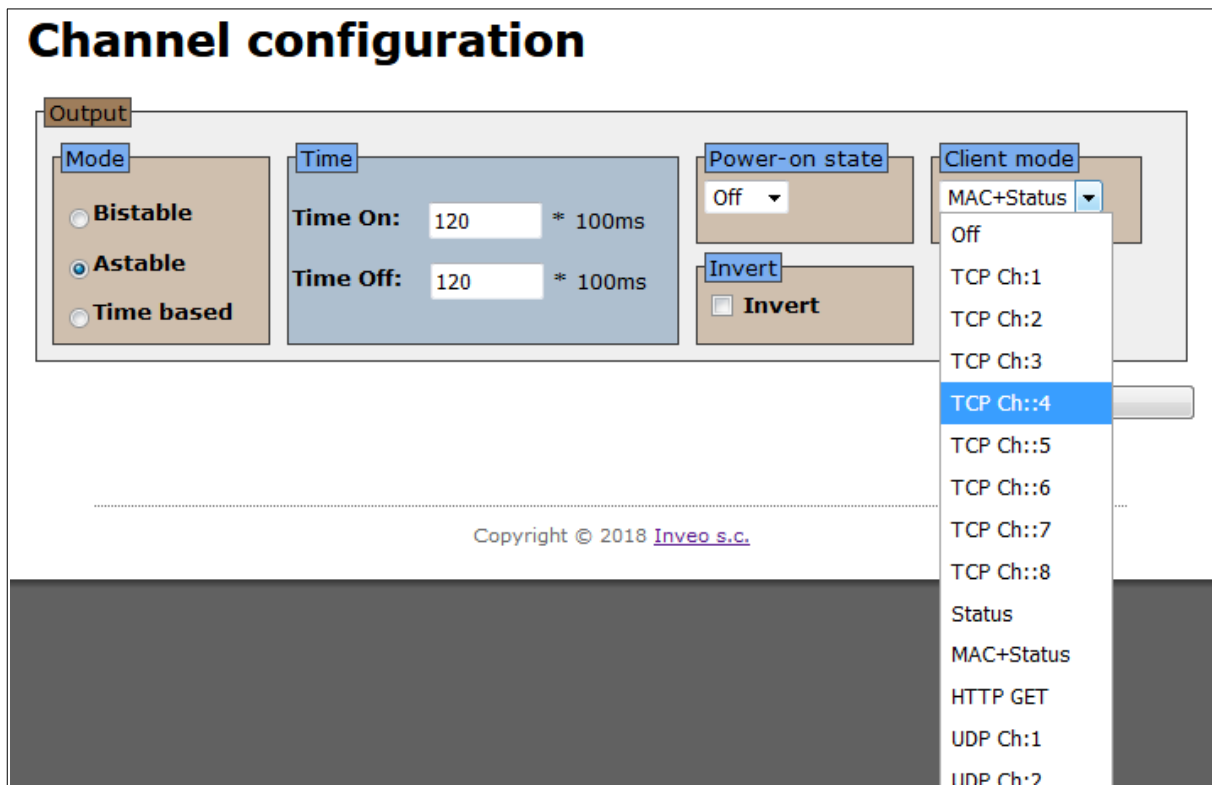 Channel configuration
Output
Mode
Bistable
Astable
Time based
Time
Time On: 120 * 100ms
Time Off: 120 * 100ms
Power-on state
Off
Invert
Invert
Client mode
MAC+Status
Off
TCP Ch:1
TCP Ch:2
TCP Ch:3
TCP Ch::4
TCP Ch::5
TCP Ch::6
TCP Ch::7
TCP Ch::8
Status
MAC+Status
HTTP GET
UDP Ch:1
UDP Ch:2
Copyright © 2018 Inveo s.c.